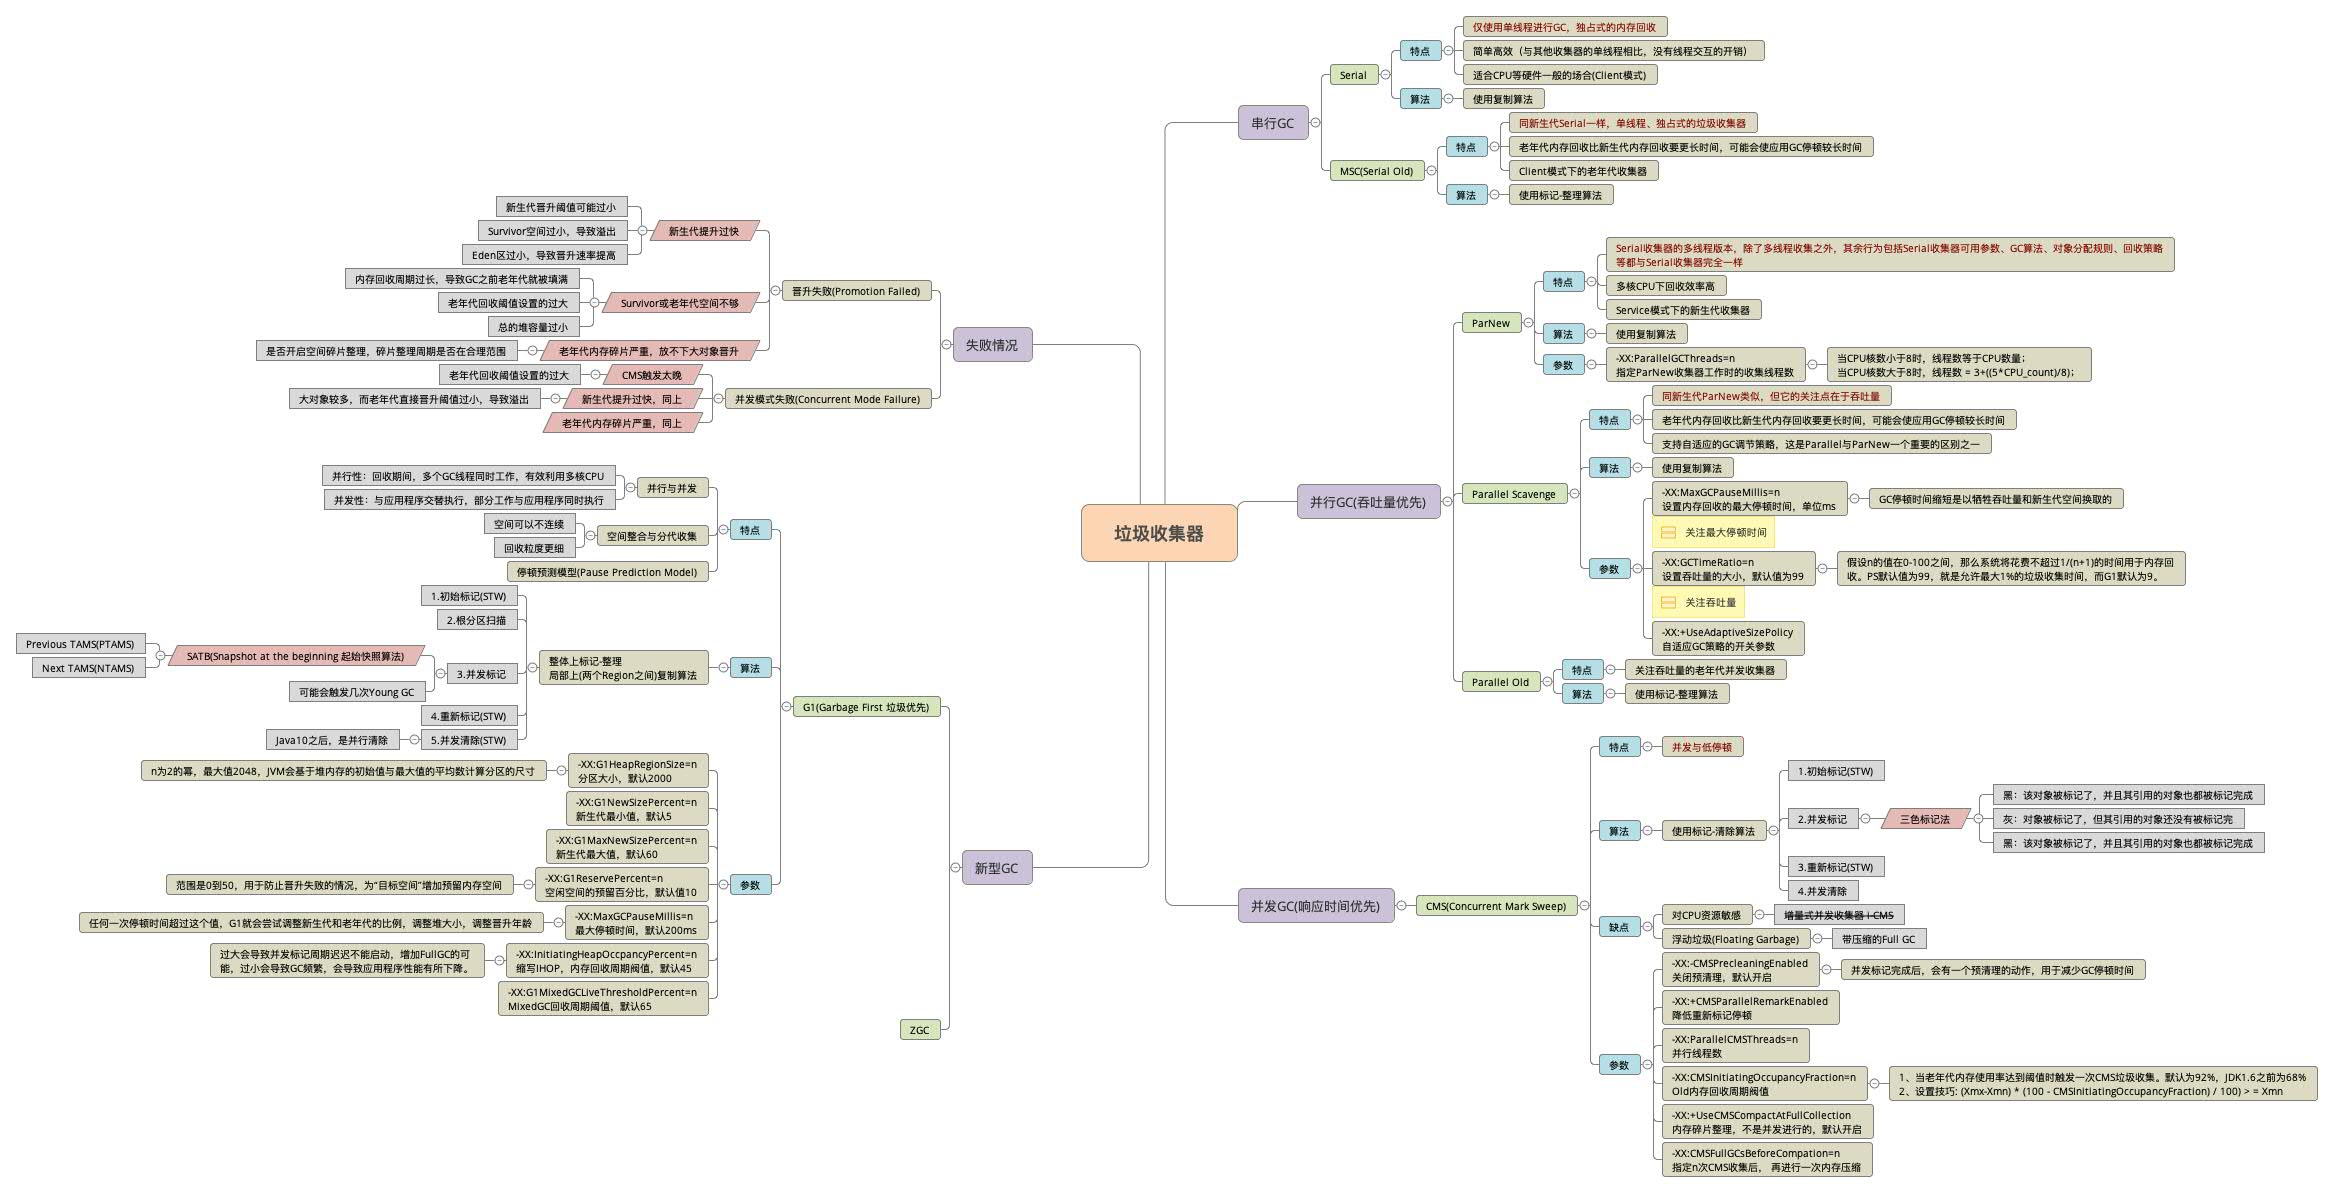 垃圾收集器
串行GC
Serial
特点
仅使用单线程进行GC，独占式的内存回收
简单高效（与其他收集器的单线程相比，没有线程交互的开销）
适合CPU等硬件一般的场合(Client模式)
算法
使用复制算法
MSC(Serial Old)
特点
同新生代Serial一样，单线程、独占式的垃圾收集器
老年代内存回收比新生代内存回收要更长时间，可能会使应用GC停顿较长时间
Client模式下的老年代收集器
算法
使用标记-整理算法
并行GC(吞吐量优先)
ParNew
特点
Serial收集器的多线程版本，除了多线程收集之外，其余行为包括Serial收集器可用参数、GC算法、对象分配规则、回收策略
等都与Serial收集器完全一样
多核CPU下回收效率高
Service模式下的新生代收集器
算法
使用复制算法
参数
-XX:ParallelGCThreads=n
指定ParNew收集器工作时的收集线程数
当CPU核数小于8时，线程数等于CPU数量；
当CPU核数大于8时，线程数 = 3+((5*CPU_count)/8)；
Parallel Scavenge
特点
同新生代ParNew类似，但它的关注点在于吞吐量
老年代内存回收比新生代内存回收要更长时间，可能会使应用GC停顿较长时间
支持自适应的GC调节策略，这是Parallel与ParNew一个重要的区别之一
算法
使用复制算法
参数
-XX:MaxGCPauseMillis=n
设置内存回收的最大停顿时间，单位ms
GC停顿时间缩短是以牺牲吞吐量和新生代空间换取的
关注最大停顿时间
-XX:GCTimeRatio=n
设置吞吐量的大小，默认值为99
假设n的值在0-100之间，那么系统将花费不超过1/(n+1)的时间用于内存回
收。PS默认值为99，就是允许最大1%的垃圾收集时间，而G1默认为9。
关注吞吐量
-XX:+UseAdaptiveSizePolicy
自适应GC策略的开关参数
Parallel Old
特点
关注吞吐量的老年代并发收集器
算法
使用标记-整理算法
并发GC(响应时间优先)
CMS(Concurrent Mark Sweep)
特点
并发与低停顿
算法
使用标记-清除算法
1.初始标记(STW)
2.并发标记
三色标记法
黑：该对象被标记了，并且其引用的对象也都被标记完成
灰：对象被标记了，但其引用的对象还没有被标记完
黑：该对象被标记了，并且其引用的对象也都被标记完成
3.重新标记(STW)
4.并发清除
缺点
对CPU资源敏感
增量式并发收集器 i-CMS
浮动垃圾(Floating Garbage)
带压缩的Full GC
参数
-XX:-CMSPrecleaningEnabled
关闭预清理，默认开启
并发标记完成后，会有一个预清理的动作，用于减少GC停顿时间
-XX:+CMSParallelRemarkEnabled
降低重新标记停顿
-XX:ParallelCMSThreads=n
并行线程数
-XX:CMSInitiatingOccupancyFraction=n
Old内存回收周期阀值
1、当老年代内存使用率达到阈值时触发一次CMS垃圾收集。默认为92%，JDK1.6之前为68%
2、设置技巧: (Xmx-Xmn) * (100 - CMSInitiatingOccupancyFraction) / 100) > = Xmn
-XX:+UseCMSCompactAtFullCollection
内存碎片整理，不是并发进行的，默认开启
-XX:CMSFullGCsBeforeCompation=n
指定n次CMS收集后， 再进行一次内存压缩
失败情况
晋升失败(Promotion Failed)
新生代提升过快
新生代晋升阈值可能过小
Survivor空间过小，导致溢出
Eden区过小，导致晋升速率提高
Survivor或老年代空间不够
内存回收周期过长，导致GC之前老年代就被填满
老年代回收阈值设置的过大
总的堆容量过小
老年代内存碎片严重，放不下大对象晋升
是否开启空间碎片整理，碎片整理周期是否在合理范围
并发模式失败(Concurrent Mode Failure)
CMS触发太晚
老年代回收阈值设置的过大
新生代提升过快，同上
大对象较多，而老年代直接晋升阈值过小，导致溢出
老年代内存碎片严重，同上
新型GC
G1(Garbage First 垃圾优先)
特点
并行与并发
并行性：回收期间，多个GC线程同时工作，有效利用多核CPU
并发性：与应用程序交替执行，部分工作与应用程序同时执行
空间整合与分代收集
空间可以不连续
回收粒度更细
停顿预测模型(Pause Prediction Model)
算法
整体上标记-整理
局部上(两个Region之间)复制算法
1.初始标记(STW)
2.根分区扫描
3.并发标记
SATB(Snapshot at the beginning 起始快照算法)
Previous TAMS(PTAMS)
Next TAMS(NTAMS)
可能会触发几次Young GC
4.重新标记(STW)
5.并发清除(STW)
Java10之后，是并行清除
参数
-XX:G1HeapRegionSize=n
分区大小，默认2000
n为2的幂，最大值2048，JVM会基于堆内存的初始值与最大值的平均数计算分区的尺寸
-XX:G1NewSizePercent=n
新生代最小值，默认5
-XX:G1MaxNewSizePercent=n
新生代最大值，默认60
-XX:G1ReservePercent=n
空闲空间的预留百分比，默认值10
范围是0到50，用于防止晋升失败的情况，为“目标空间”增加预留内存空间
-XX:MaxGCPauseMillis=n
最大停顿时间，默认200ms
任何一次停顿时间超过这个值，G1就会尝试调整新生代和老年代的比例，调整堆大小，调整晋升年龄
-XX:InitiatingHeapOccpancyPercent=n
缩写IHOP，内存回收周期阀值，默认45
过大会导致并发标记周期迟迟不能启动，增加FullGC的可
能，过小会导致GC频繁，会导致应用程序性能有所下降。
-XX:G1MixedGCLiveThresholdPercent=n
MixedGC回收周期阈值，默认65
ZGC